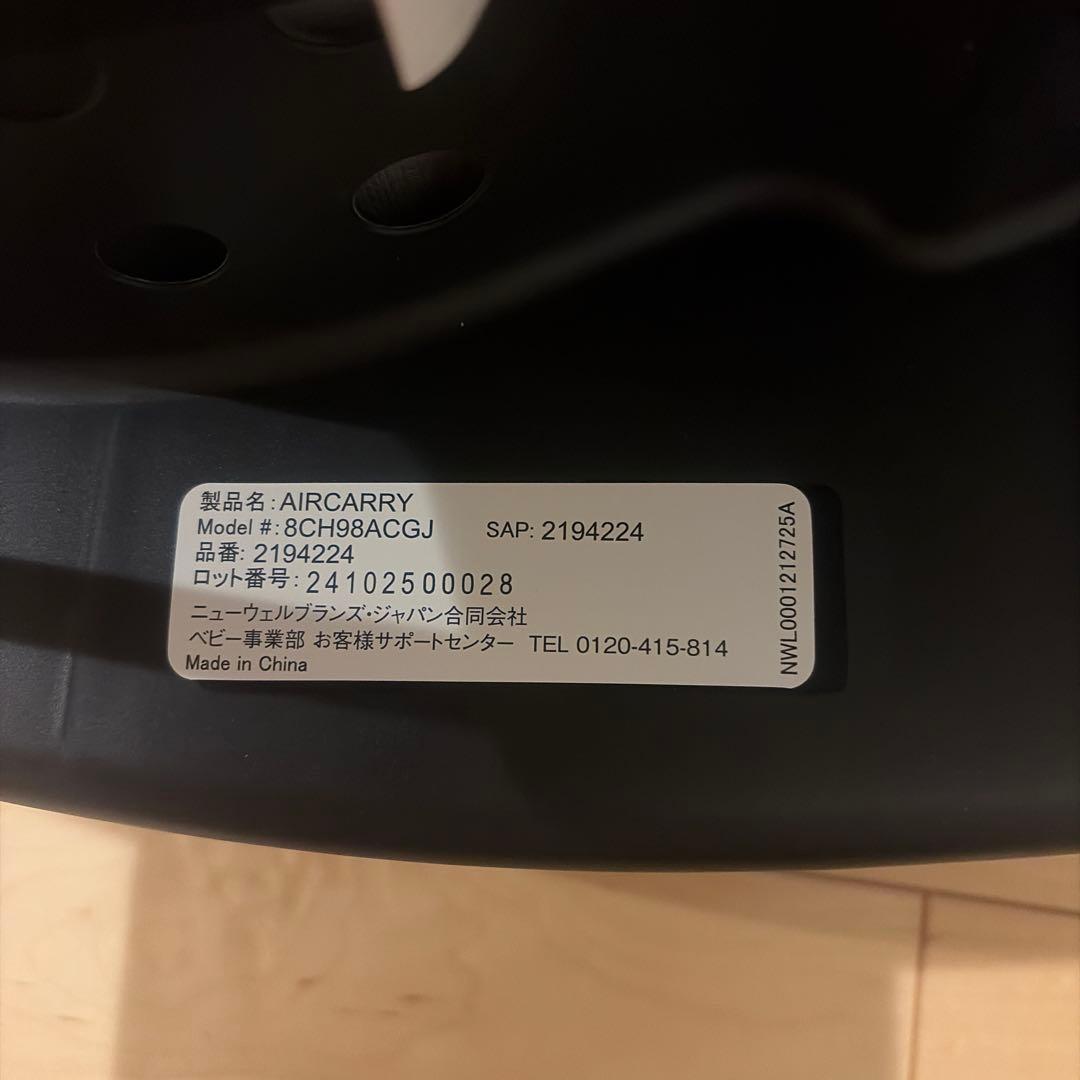 製品名：AIRCARRY
Model #: 8CH98ACGJ SAP: 2194224
品番: 2194224
ロット番号: 24102500028
ニューウェルブランズ・ジャパン合同会社
ベビー事業部 お客様サポートセンター TEL 0120-415-814
Made in China
NWL0001212725A